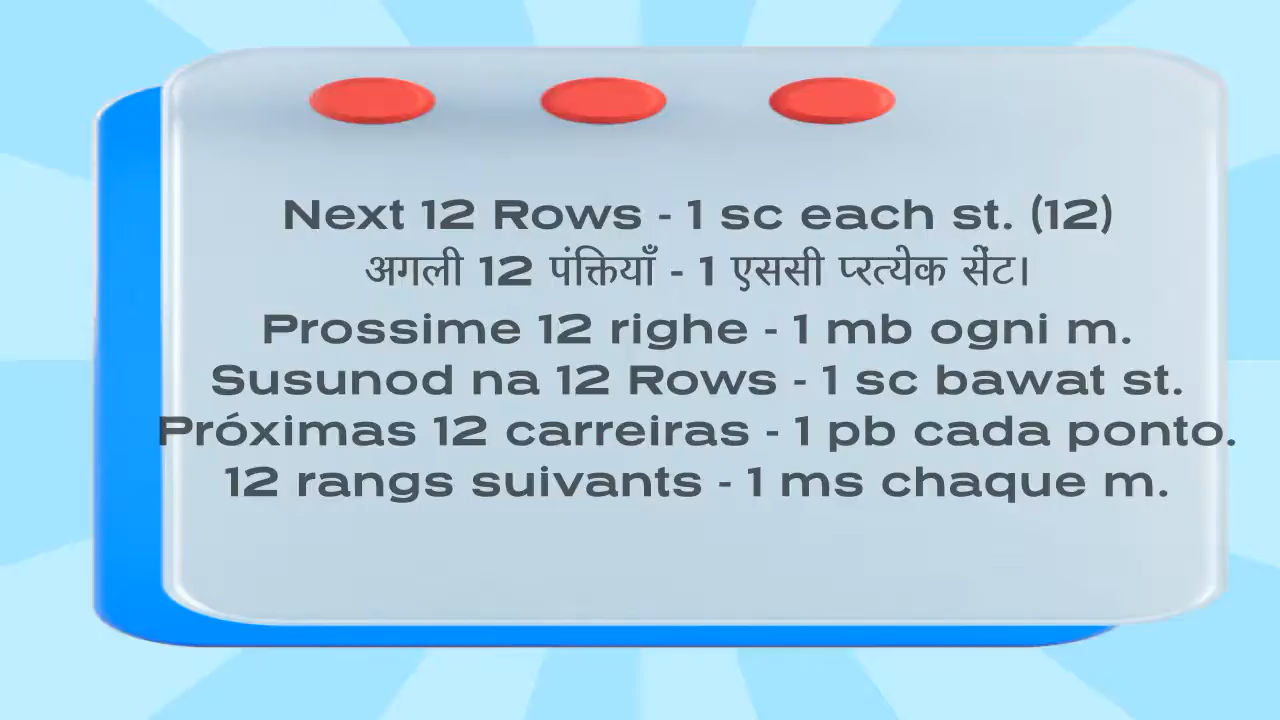 Next 12 Rows - 1 sc each st. (12)
अगली 12 पंक्तियाँ - 1 एससी प्रत्येक सेंट।
Prossime 12 righe - 1 mb ogni m.
Susunod na 12 Rows - 1 sc bawat st.
Próximas 12 carreiras - 1 pb cada ponto.
12 rangs suivants - 1 ms chaque m.